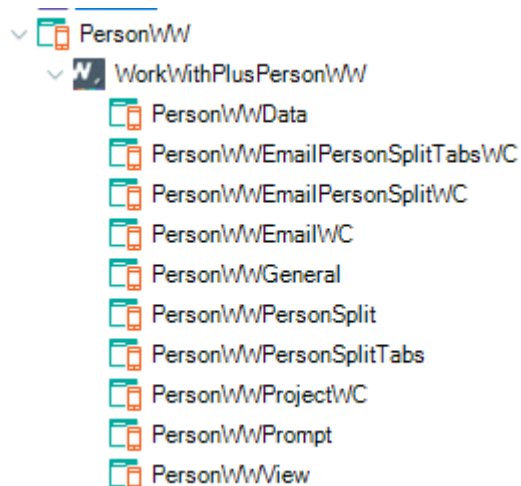 PersonWW
WorkWithPlusPersonWW
PersonWWData
PersonWWEmailPersonSplitTabsWC
PersonWWEmailPersonSplitWC
PersonWWEmailWC
PersonWWGeneral
PersonWWPersonSplit
PersonWWPersonSplitTabs
PersonWWProjectWC
PersonWWPrompt
PersonWWView